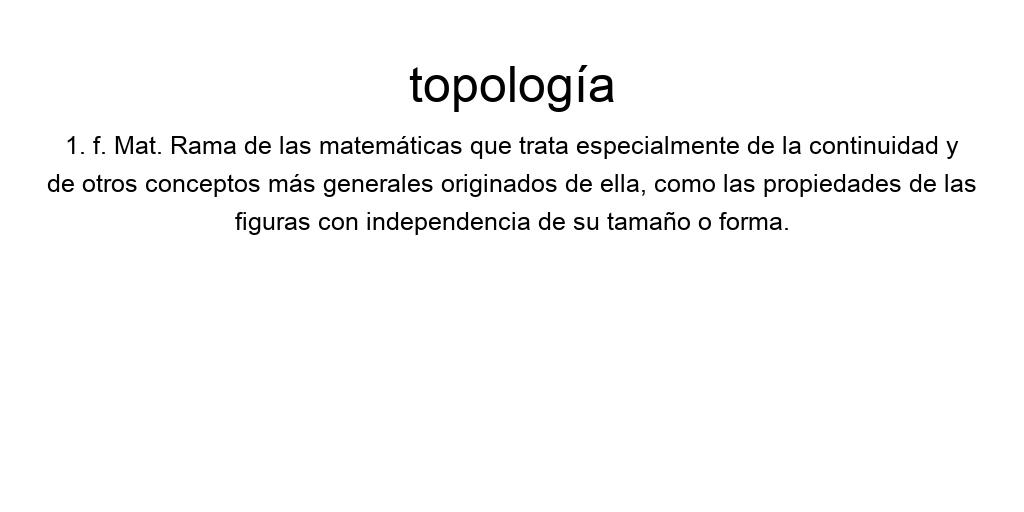 topología
1. f. Mat. Rama de las matemáticas que trata especialmente de la continuidad y
de otros conceptos más generales originados de ella, como las propiedades de las
figuras con independencia de su tamaño o forma.